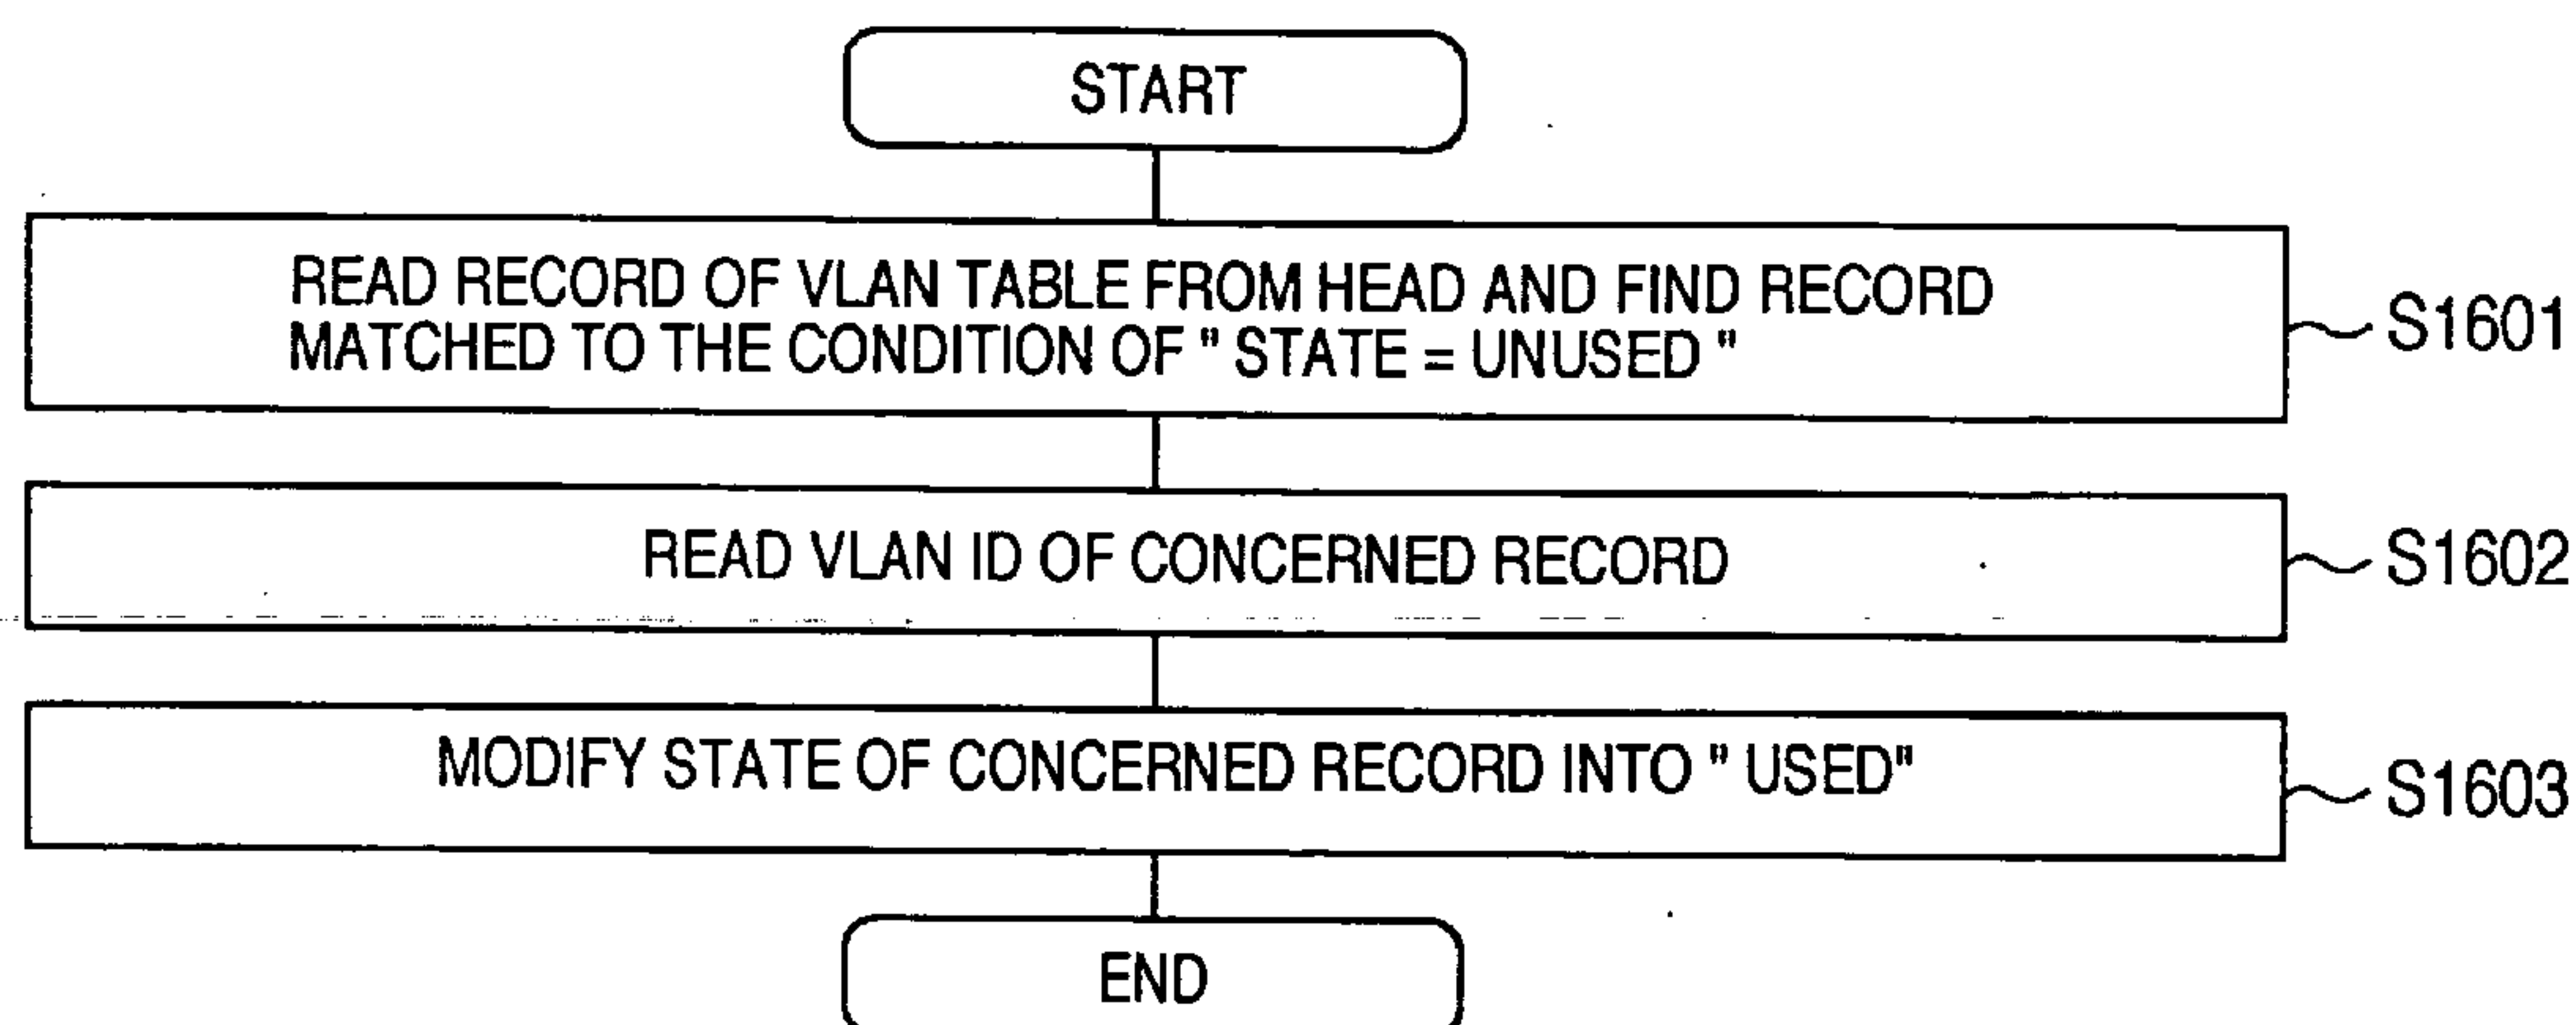 START
READ RECORD OF VLAN TABLE FROM HEAD AND FIND RECORD
MATCHED TO THE CONDITION OF " STATE = UNUSED "
S1601
READ VLAN ID OF CONCERNED RECORD
S1602
MODIFY STATE OF CONCERNED RECORD INTO " USED"
S1603
END